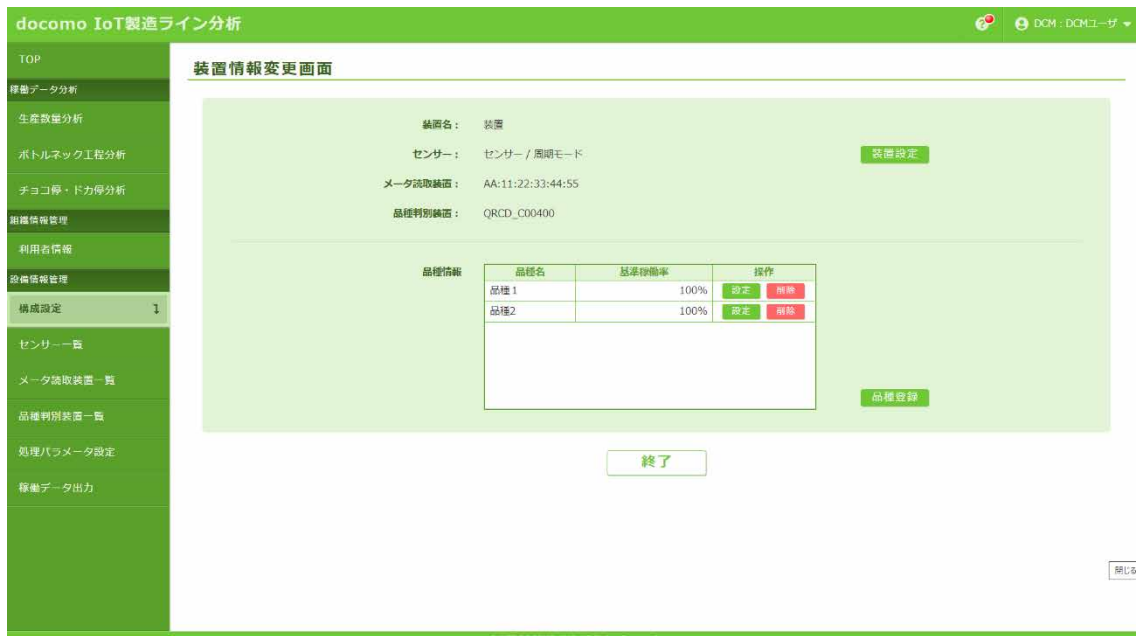 docomo IoT製造ライン分析
DCM : DCMユーザ
TOP
稼働データ分析
生産数量分析
ボトルネック工程分析
チョコ停・ドカ停分析
組織情報管理
利用者情報
設備情報管理
構成設定
センサー一覧
メータ読取装置一覧
品種判別装置一覧
処理パラメータ設定
稼働データ出力
装置情報変更画面
装置名： 装置
センサー： センサー / 周期モード
装置設定
メータ読取装置： AA:11:22:33:44:55
品種判別装置： QRCD_C00400
品種情報
品種名 基準稼働率 操作
品種1 100% 設定 削除
品種2 100% 設定 削除
品種登録
終了
閉じる